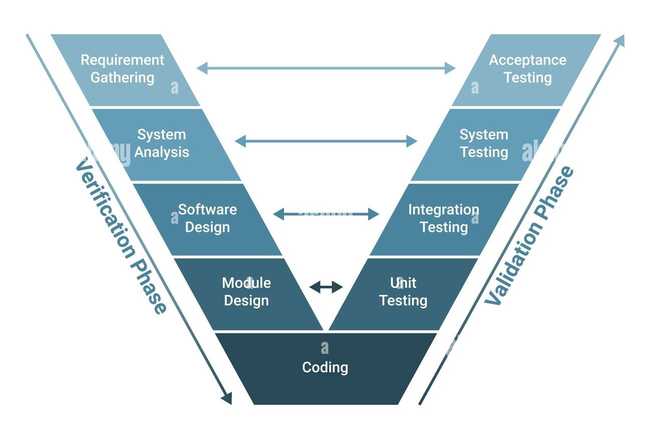 Requirement
Gathering
Acceptance
Testing
System
Analysis
System
Testing
Software
Design
Integration
Testing
Module
Design
Unit
Testing
Coding
Verification Phase
Validation Phase
a
a
a
a
a
a
a